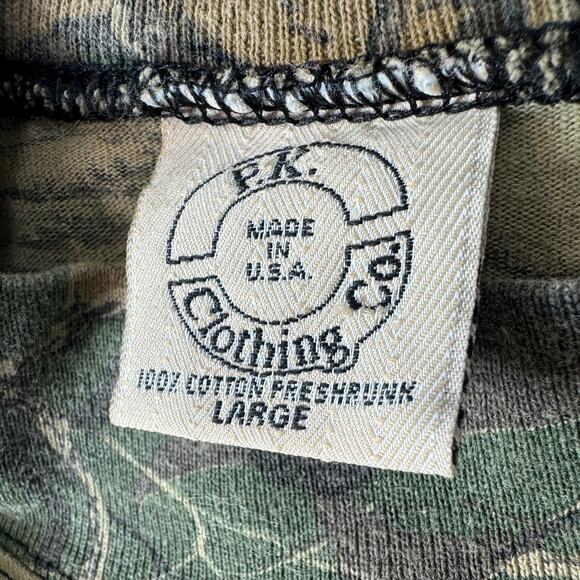 P.K.
MADE
IN
U.S.A.
Clothing Co.
100% COTTON PRESHRUNK
LARGE